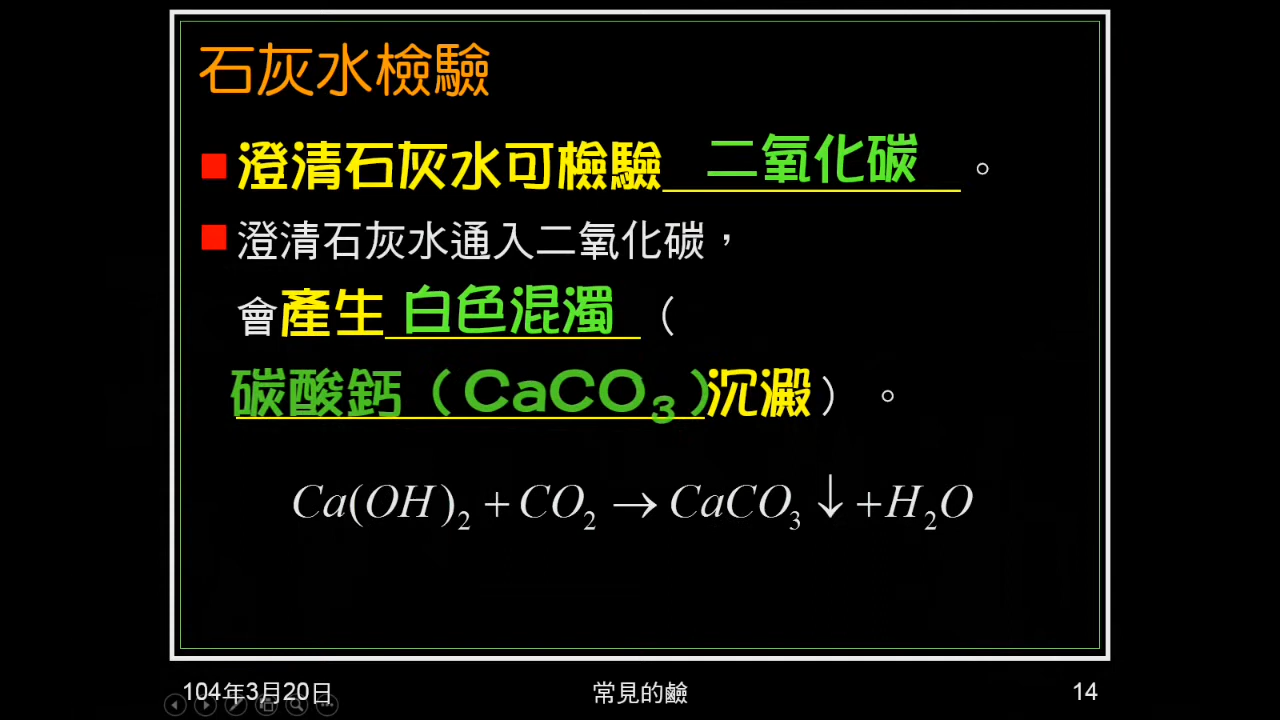 石灰水檢驗
澄清石灰水可檢驗 二氧化碳 。
澄清石灰水通入二氧化碳，
會產生 白色混濁 （
碳酸鈣（CaCO₃）沉澱）。
Ca(OH)₂ + CO₂ → CaCO₃ ↓ + H₂O
104年3月20日 常見的鹼 14